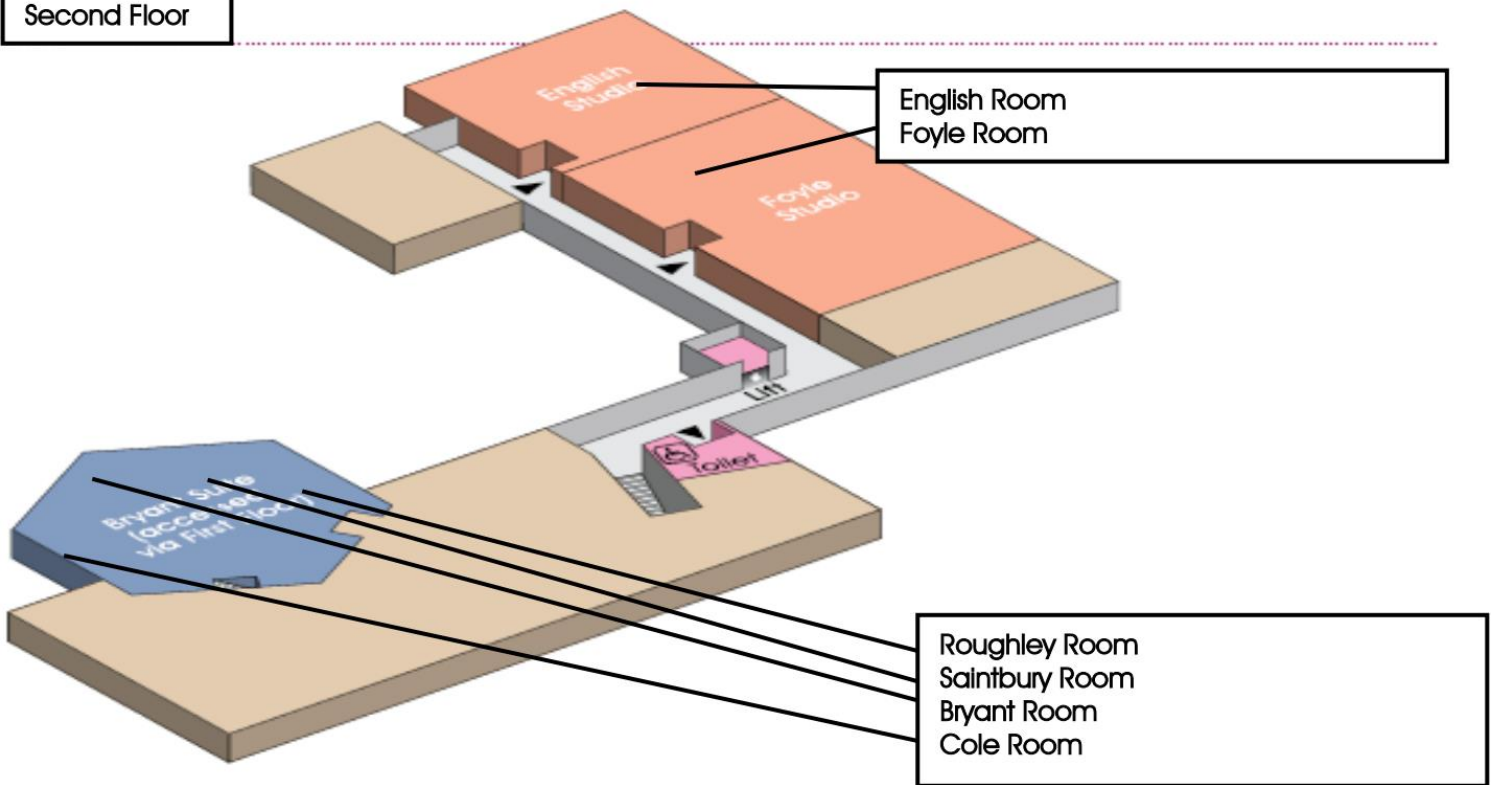 Second Floor
English
Studio
English Room
Foyle Room
Foyle
Studio
Lift
Toilet
Bryant Suite
(accessed
via First Floor)
Roughley Room
Saintbury Room
Bryant Room
Cole Room